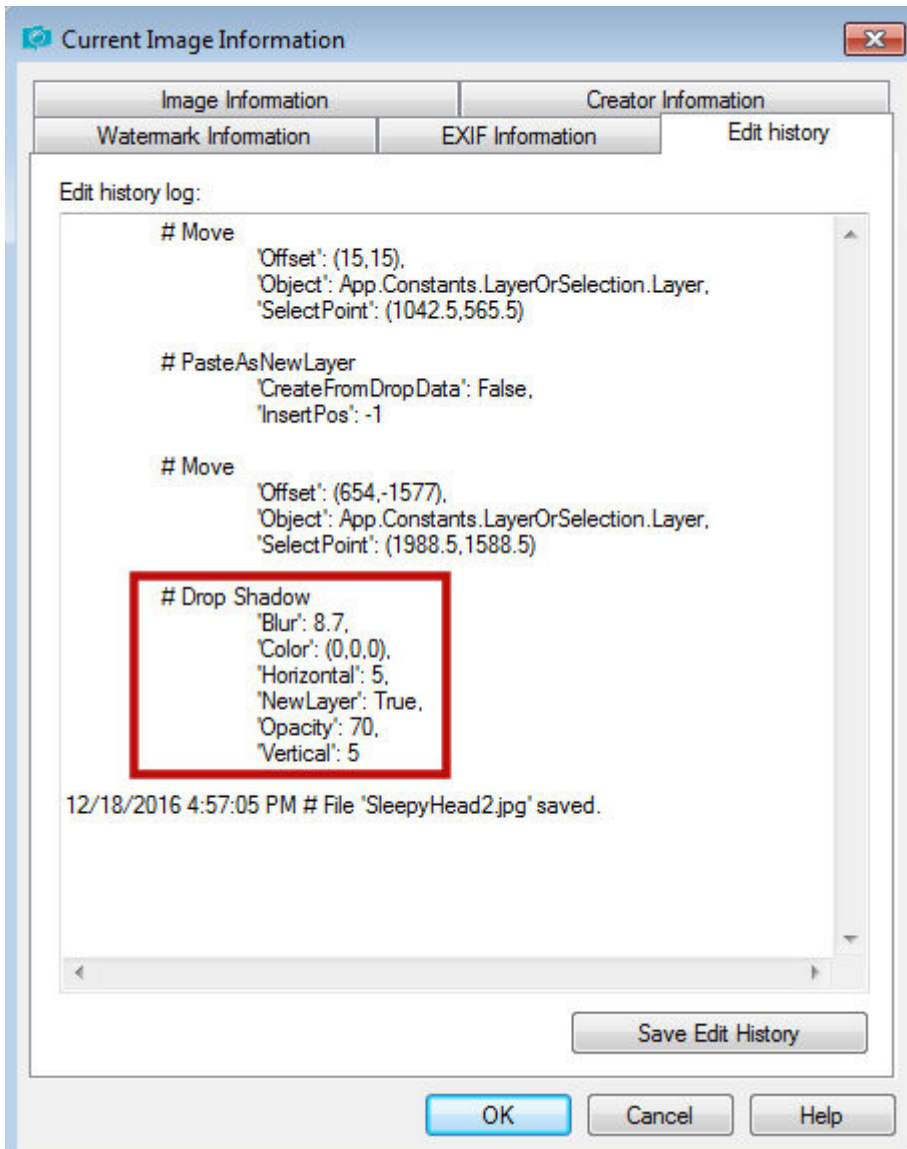 Current Image Information
Image Information
Creator Information
Watermark Information
EXIF Information
Edit history
Edit history log:
# Move
'Offset': (15,15),
'Object': App.Constants.LayerOrSelection.Layer,
'SelectPoint': (1042.5,565.5)
# PasteAsNewLayer
'CreateFromDropData': False,
'InsertPos': -1
# Move
'Offset': (654,-1577),
'Object': App.Constants.LayerOrSelection.Layer,
'SelectPoint': (1988.5,1588.5)
# Drop Shadow
'Blur': 8.7,
'Color': (0,0,0),
'Horizontal': 5,
'NewLayer': True,
'Opacity': 70,
'Vertical': 5
12/18/2016 4:57:05 PM # File 'SleepyHead2.jpg' saved.
Save Edit History
OK
Cancel
Help